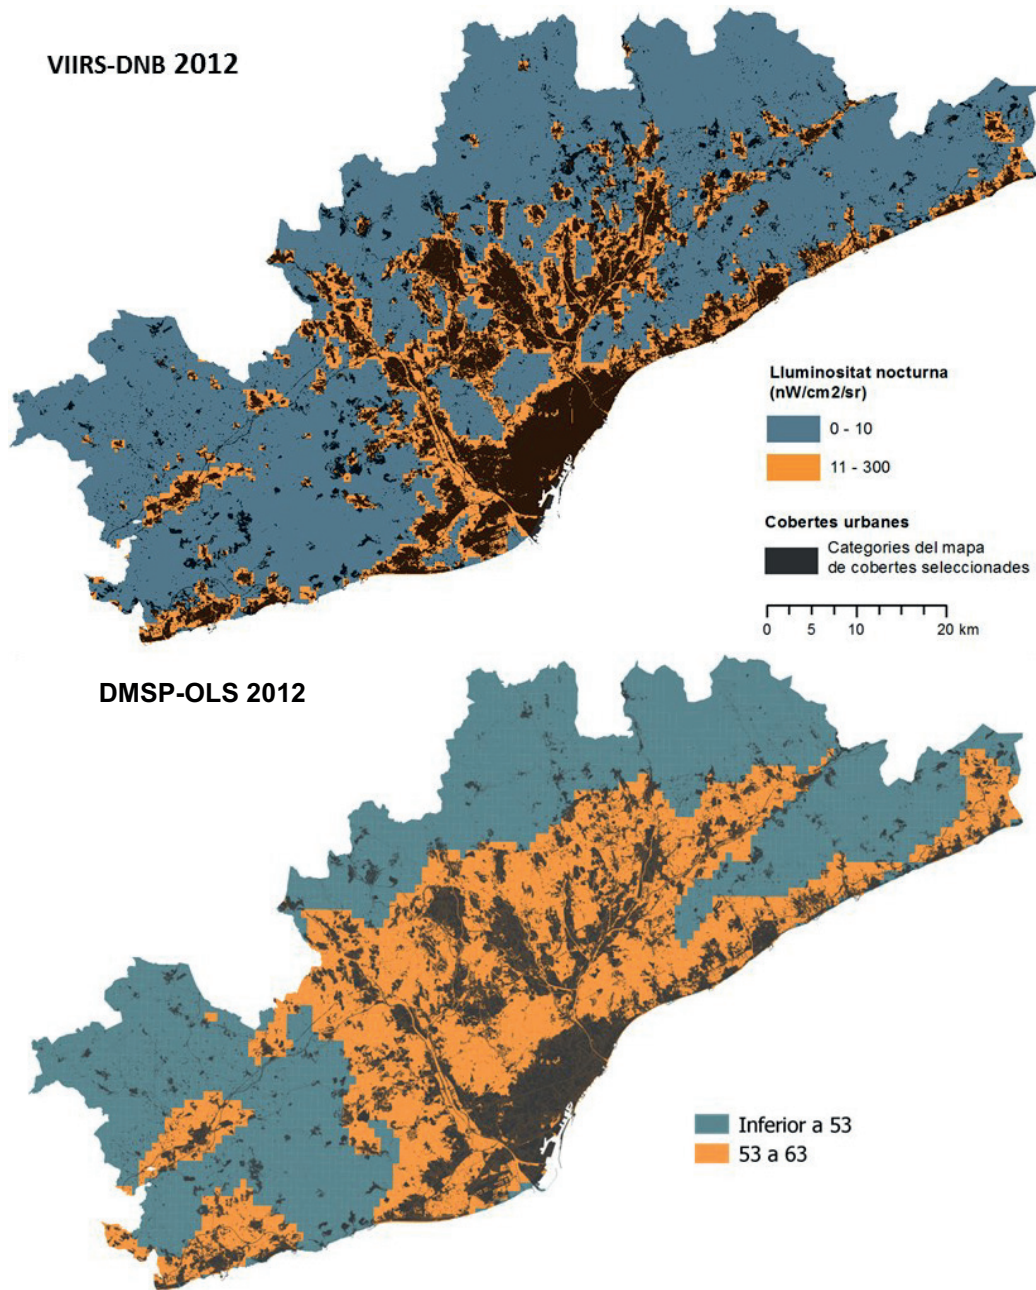 VIIRS-DNB 2012
Lluminositat nocturna
(nW/cm2/sr)
0 - 10
11 - 300
Cobertes urbanes
Categories del mapa
de cobertes seleccionades
0 5 10 20 km
DMSP-OLS 2012
Inferior a 53
53 a 63